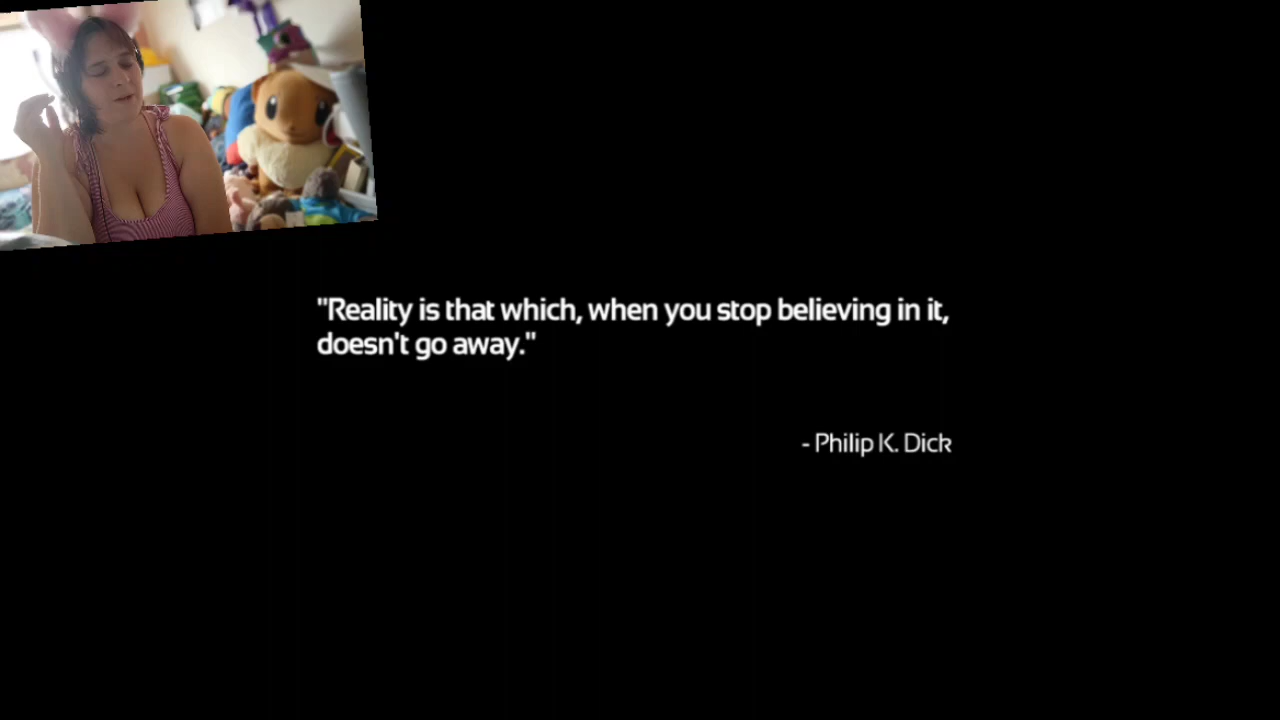 "Reality is that which, when you stop believing in it,
doesn't go away."
- Philip K. Dick